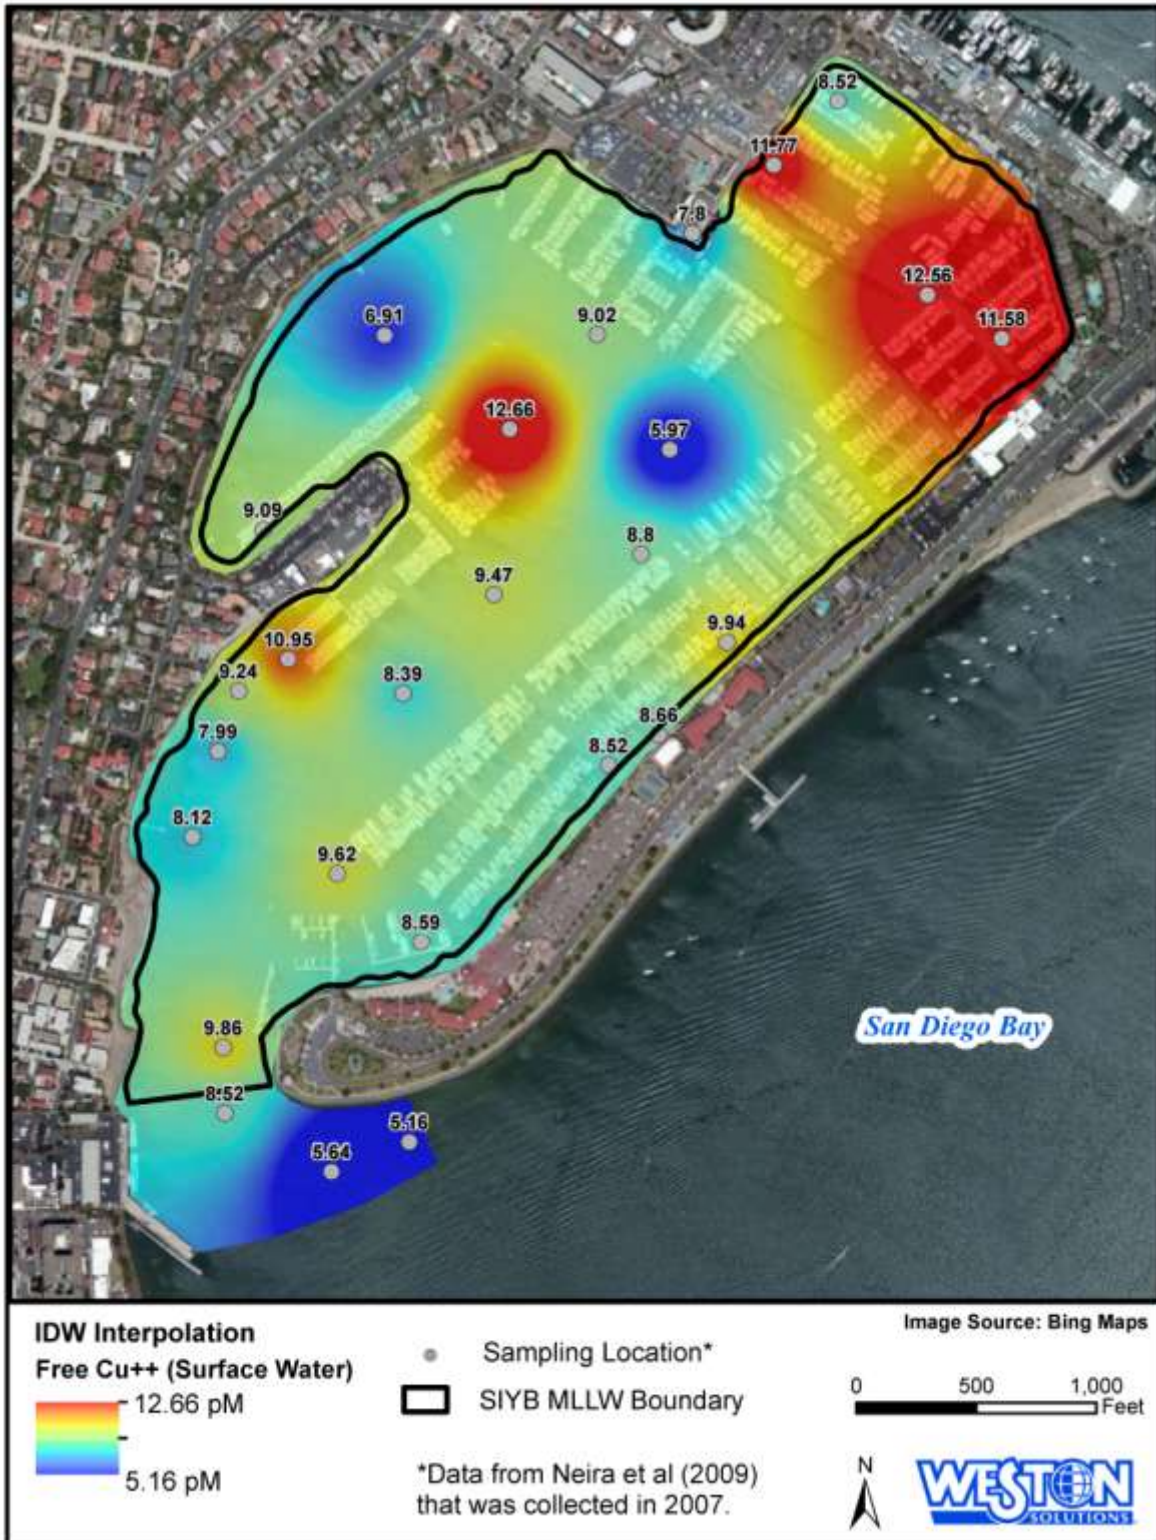 8.52
11.77
7.8
12.56
6.91
9.02
11.58
12.66
5.97
9.09
8.8
9.47
9.94
10.95
9.24
8.39
8.66
7.99
8.52
8.12
9.62
8.59
San Diego Bay
9.86
8.52
5.16
5.64
IDW Interpolation
Free Cu++ (Surface Water)
12.66 pM
5.16 pM
Sampling Location*
SIYB MLLW Boundary
*Data from Neira et al (2009)
that was collected in 2007.
Image Source: Bing Maps
0 500 1,000
Feet
N
WESTON
SOLUTIONS